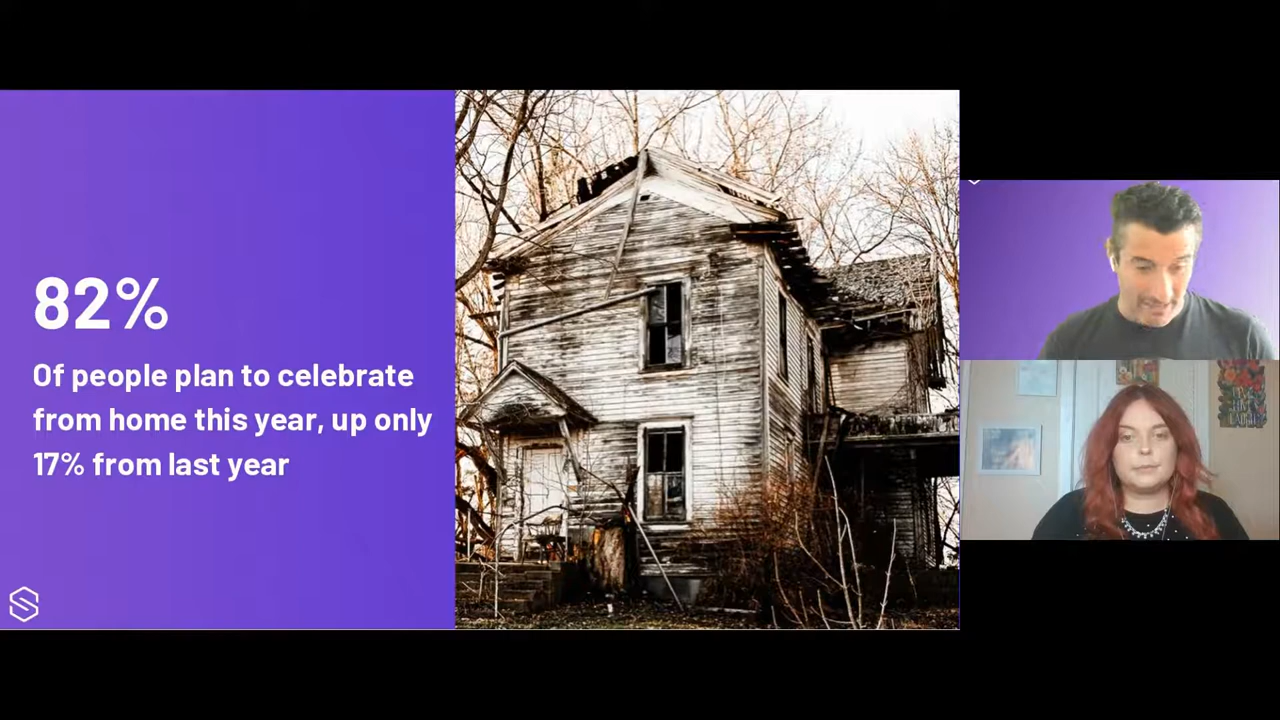 82%
Of people plan to celebrate
from home this year, up only
17% from last year